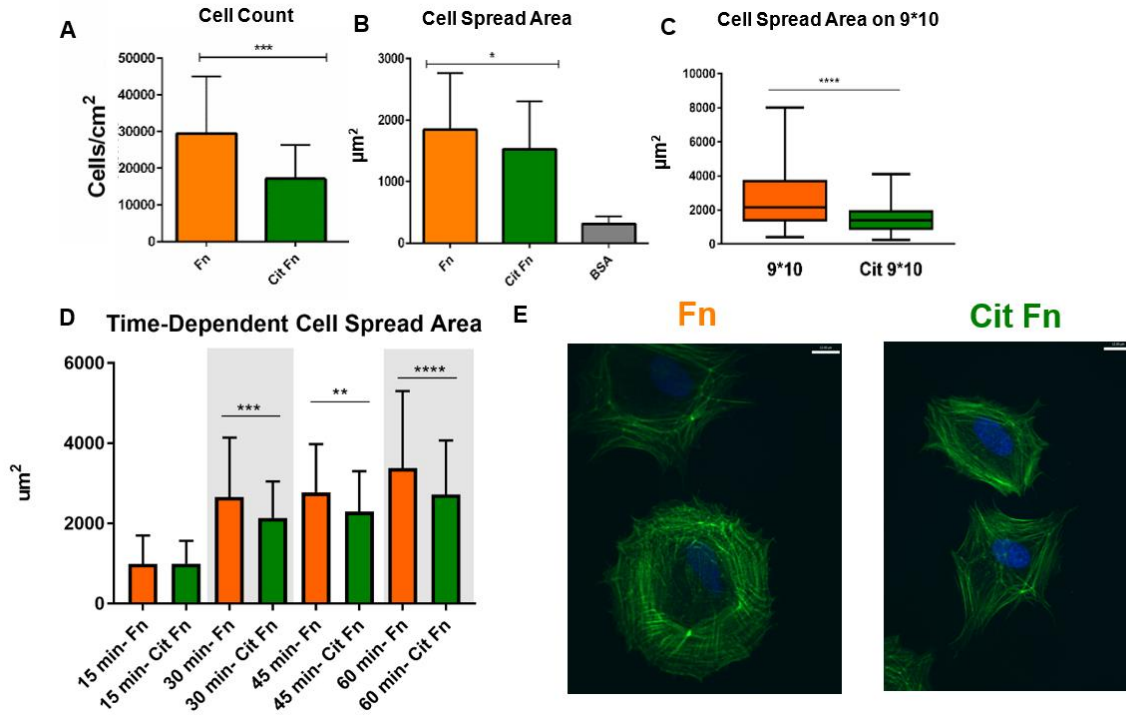 A
Cell Count
Cells/cm2
50000
40000
30000
20000
10000
0
***
Fn
Cit Fn
B
Cell Spread Area
µm2
3000
2000
1000
0
*
Fn
Cit Fn
BSA
C
Cell Spread Area on 9*10
µm2
10000
8000
6000
4000
2000
0
****
9*10
Cit 9*10
D
Time-Dependent Cell Spread Area
um2
6000
4000
2000
0
***
**
****
15 min- Fn
15 min- Cit Fn
30 min- Fn
30 min- Cit Fn
45 min- Fn
45 min- Cit Fn
60 min- Fn
60 min- Cit Fn
E
Fn
Cit Fn